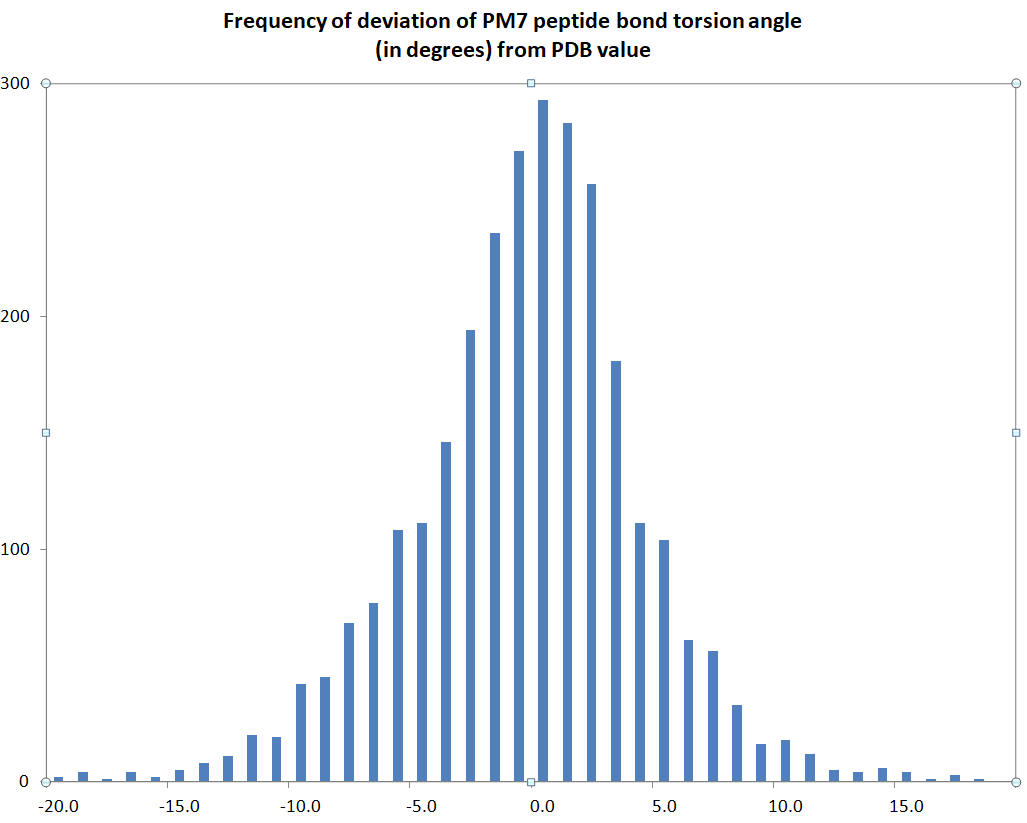 Frequency of deviation of PM7 peptide bond torsion angle
(in degrees) from PDB value
300
200
100
0
-20.0 -15.0 -10.0 -5.0 0.0 5.0 10.0 15.0